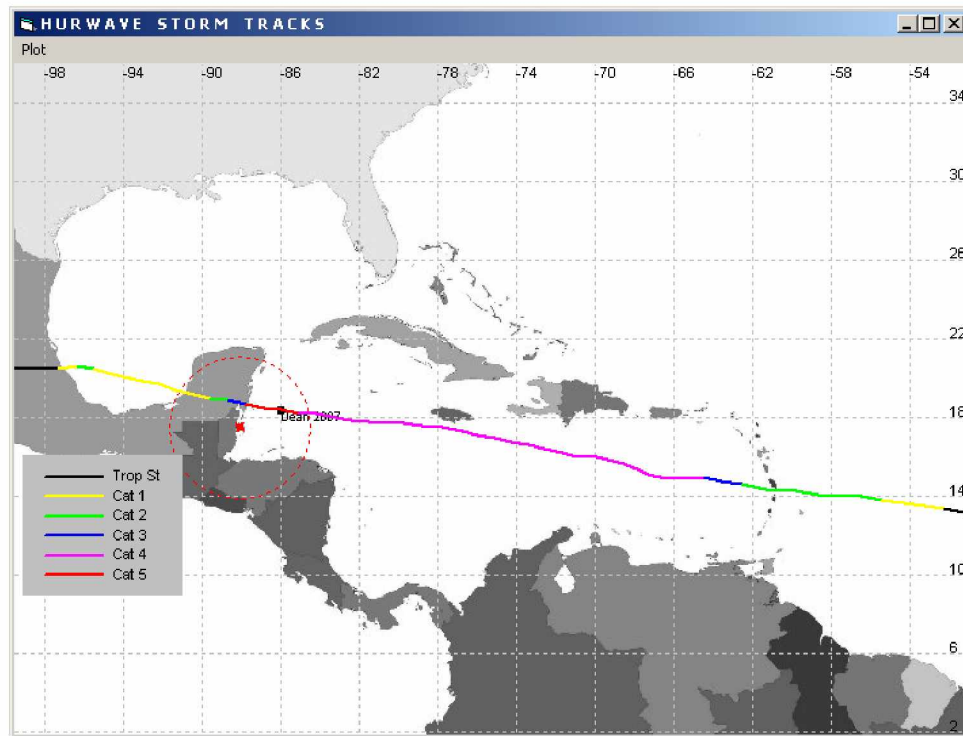 HURWAVE STORM TRACKS
Plot
-98 -94 -90 -86 -82 -78 -74 -70 -66 -62 -58 -54
34
30
26
22
18
14
10
6
2
Dean 2007
Trop St
Cat 1
Cat 2
Cat 3
Cat 4
Cat 5